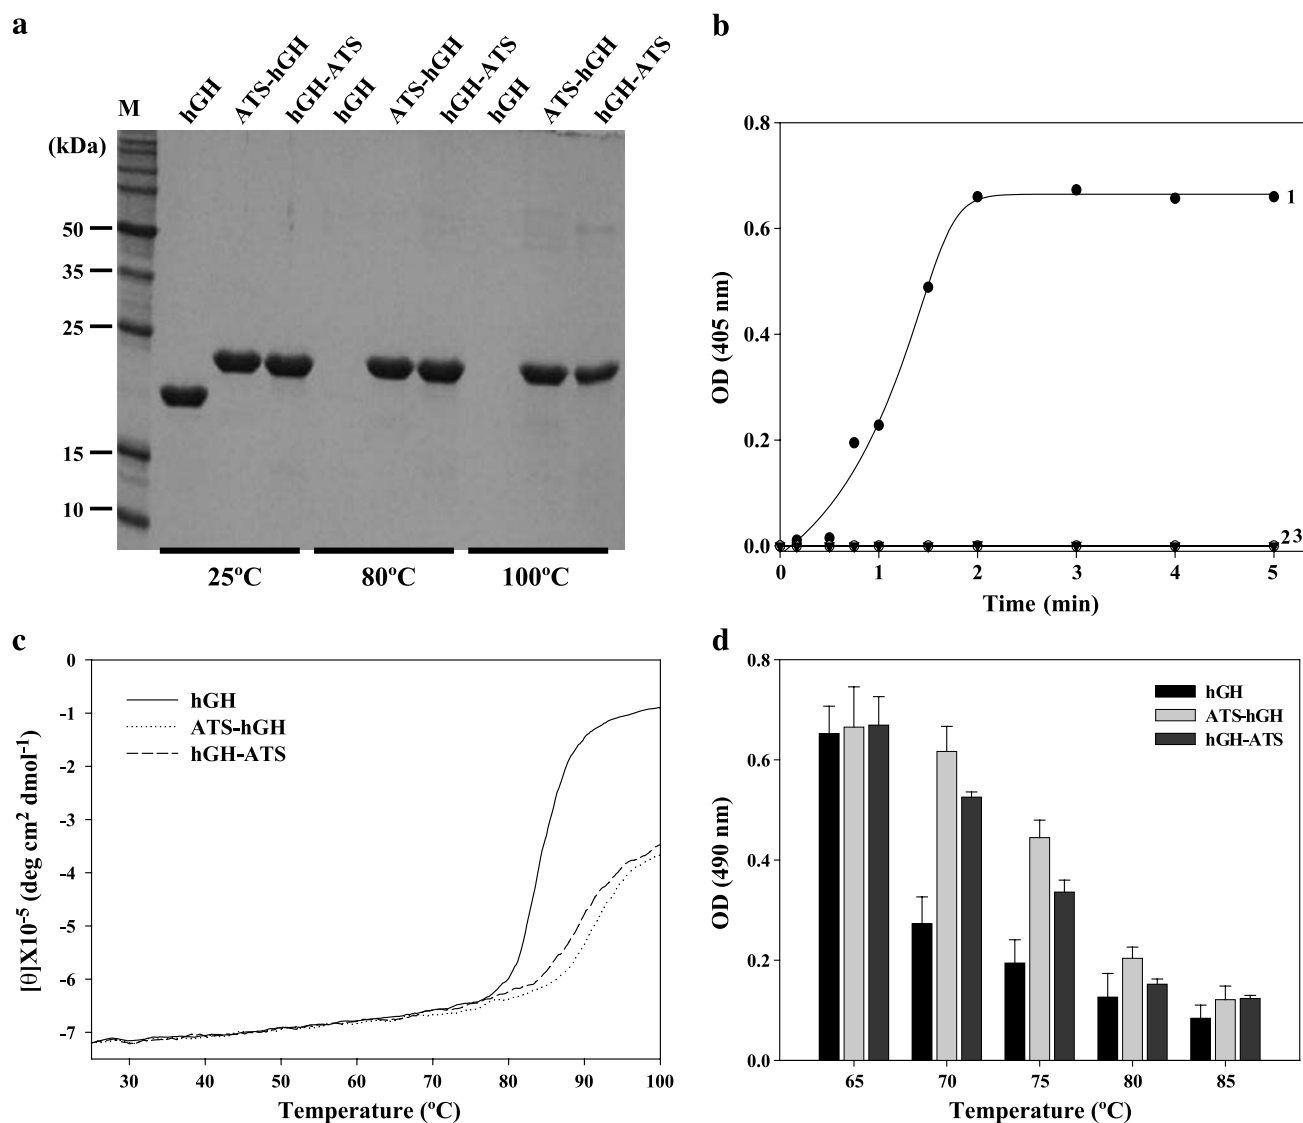 a
M
hGH
ATS-hGH
hGH-ATS
hGH
ATS-hGH
hGH-ATS
hGH
ATS-hGH
hGH-ATS
(kDa)
50
35
25
15
10
25ºC
80ºC
100ºC
b
OD (405 nm)
0.8
0.6
0.4
0.2
0.0
1
2 3
0 1 2 3 4 5
Time (min)
c
[θ]X10-5 (deg cm2 dmol-1)
0
-1
-2
-3
-4
-5
-6
-7
hGH
ATS-hGH
hGH-ATS
30 40 50 60 70 80 90 100
Temperature (ºC)
d
OD (490 nm)
0.8
0.6
0.4
0.2
0.0
hGH
ATS-hGH
hGH-ATS
65 70 75 80 85
Temperature (ºC)